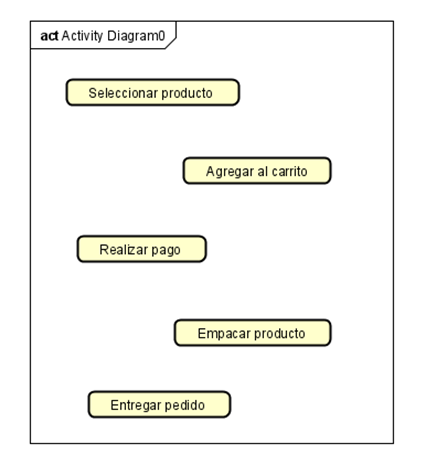 act Activity Diagram0
Seleccionar producto
Agregar al carrito
Realizar pago
Empacar producto
Entregar pedido